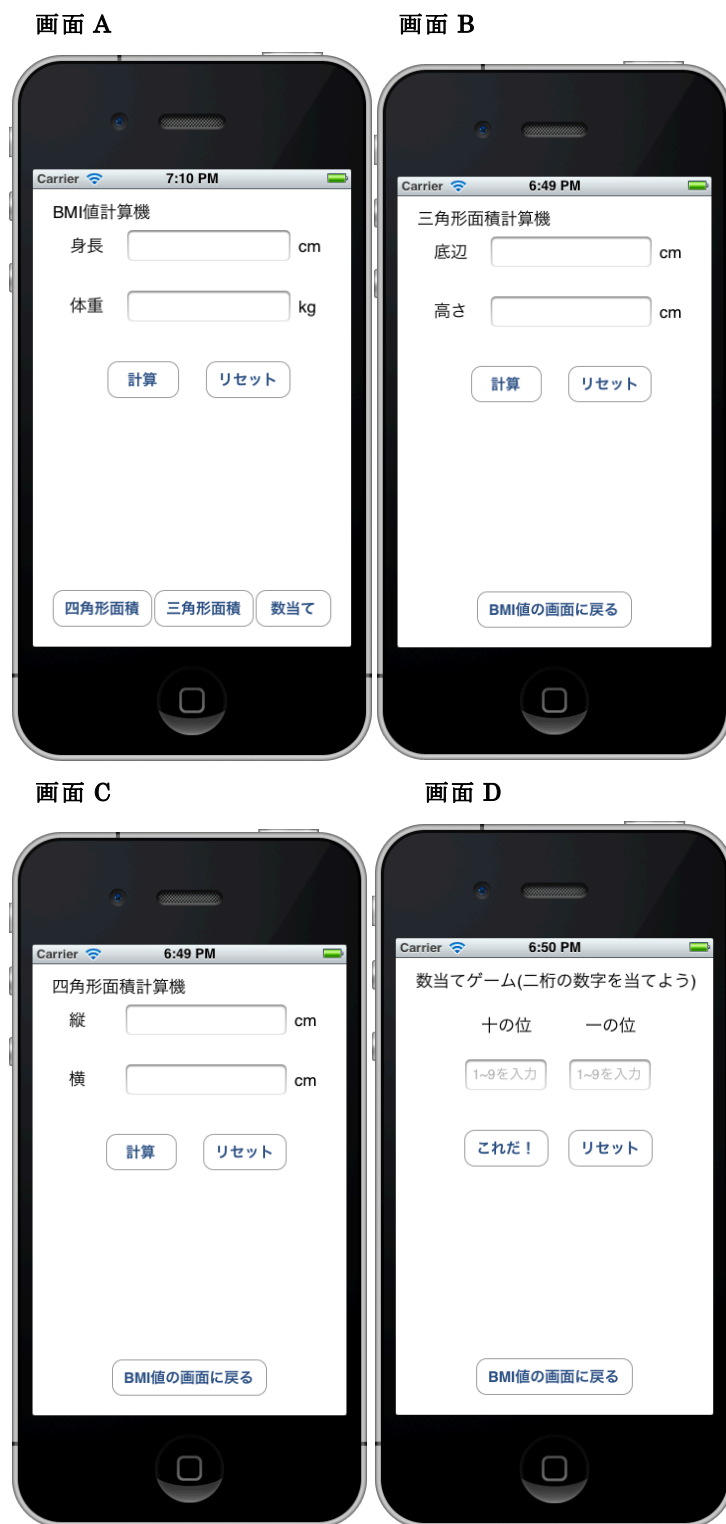 画面 A
Carrier 7:10 PM
BMI値計算機
身長 cm
体重 kg
計算 リセット
四角形面積 三角形面積 数当て
画面 B
Carrier 6:49 PM
三角形面積計算機
底辺 cm
高さ cm
計算 リセット
BMI値の画面に戻る
画面 C
Carrier 6:49 PM
四角形面積計算機
縦 cm
横 cm
計算 リセット
BMI値の画面に戻る
画面 D
Carrier 6:50 PM
数当てゲーム(二桁の数字を当てよう)
十の位 一の位
1~9を入力 1~9を入力
これだ！ リセット
BMI値の画面に戻る